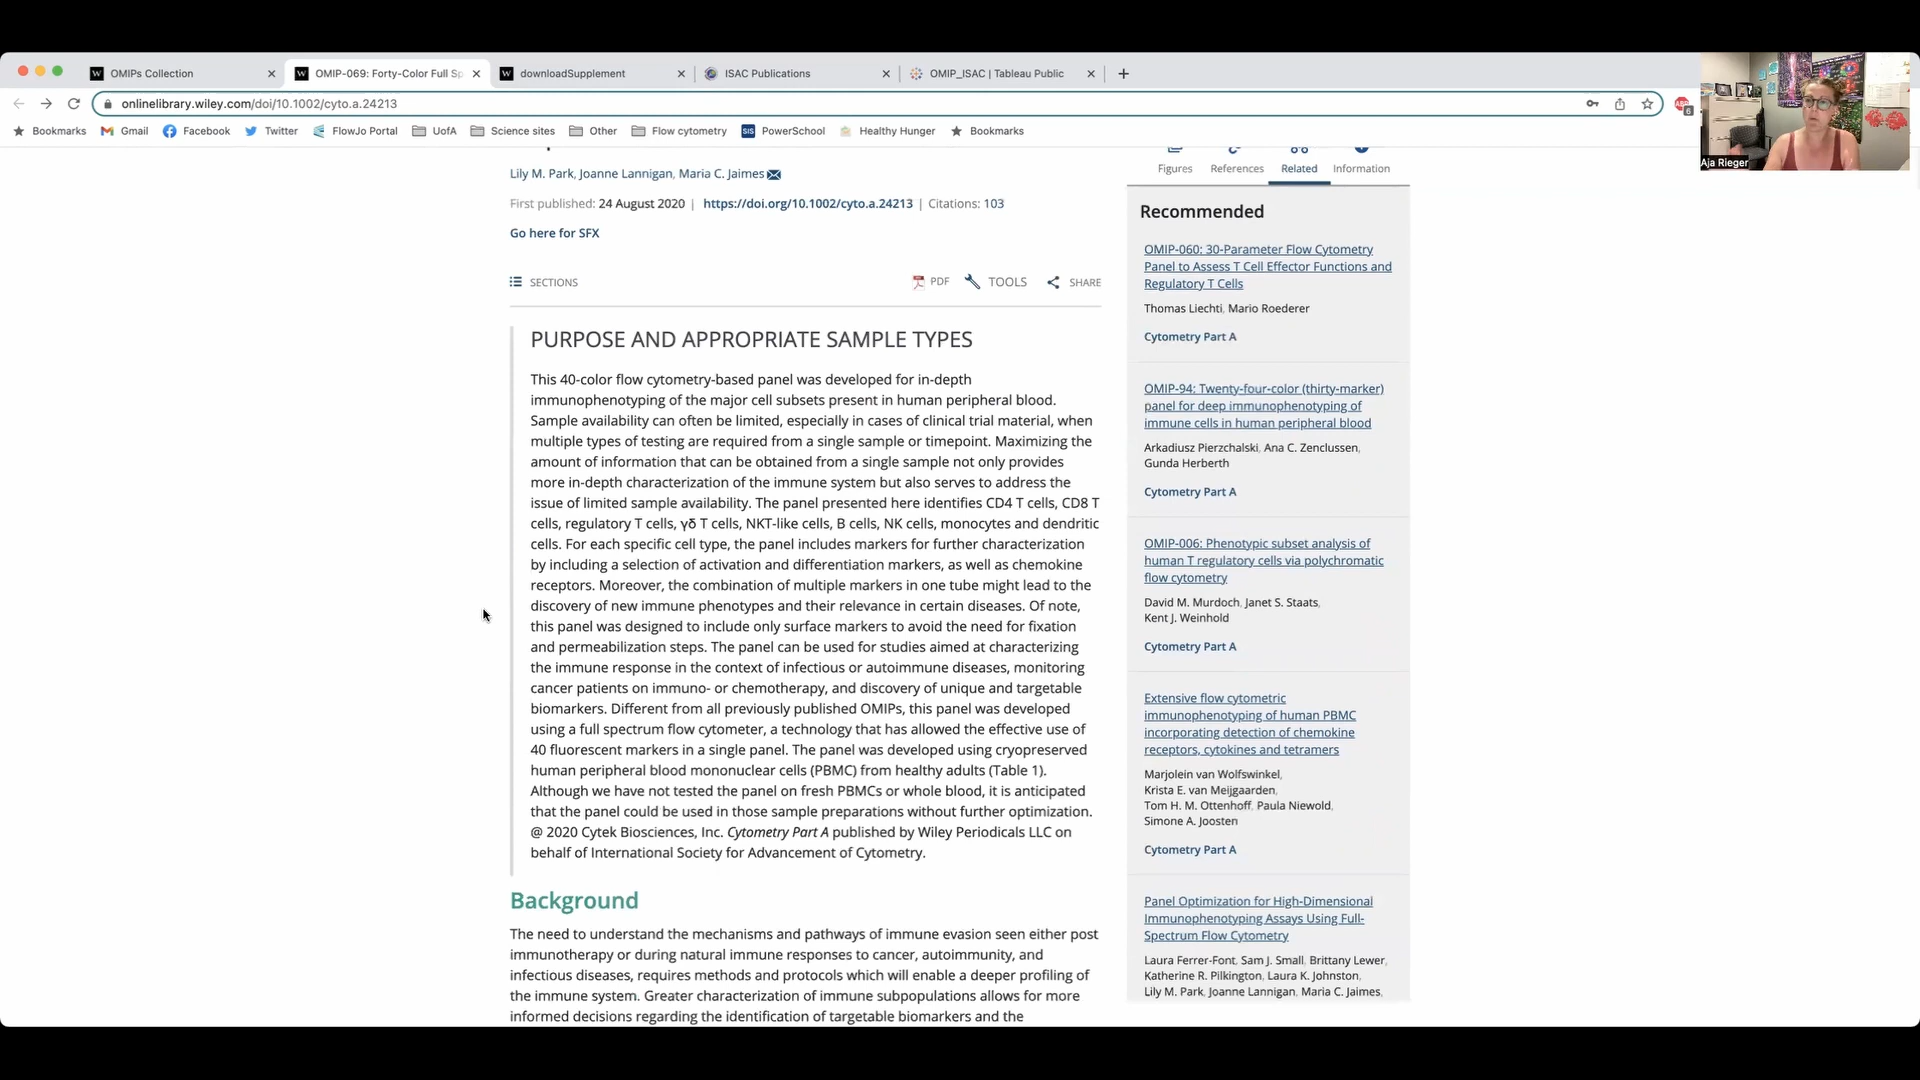 OMIPs Collection
OMIP-069: Forty-Color Full Sp
downloadSupplement
ISAC Publications
OMIP_ISAC | Tableau Public
onlinelibrary.wiley.com/doi/10.1002/cyto.a.24213
Bookmarks
Gmail
Facebook
Twitter
FlowJo Portal
UofA
Science sites
Other
Flow cytometry
SIS PowerSchool
Healthy Hunger
Bookmarks
Aja Rieger
Lily M. Park, Joanne Lannigan, Maria C. Jaimes
First published: 24 August 2020 | https://doi.org/10.1002/cyto.a.24213 | Citations: 103
Go here for SFX
SECTIONS
PDF
TOOLS
SHARE
PURPOSE AND APPROPRIATE SAMPLE TYPES
This 40-color flow cytometry-based panel was developed for in-depth
immunophenotyping of the major cell subsets present in human peripheral blood.
Sample availability can often be limited, especially in cases of clinical trial material, when
multiple types of testing are required from a single sample or timepoint. Maximizing the
amount of information that can be obtained from a single sample not only provides
more in-depth characterization of the immune system but also serves to address the
issue of limited sample availability. The panel presented here identifies CD4 T cells, CD8 T
cells, regulatory T cells, γδ T cells, NKT-like cells, B cells, NK cells, monocytes and dendritic
cells. For each specific cell type, the panel includes markers for further characterization
by including a selection of activation and differentiation markers, as well as chemokine
receptors. Moreover, the combination of multiple markers in one tube might lead to the
discovery of new immune phenotypes and their relevance in certain diseases. Of note,
this panel was designed to include only surface markers to avoid the need for fixation
and permeabilization steps. The panel can be used for studies aimed at characterizing
the immune response in the context of infectious or autoimmune diseases, monitoring
cancer patients on immuno- or chemotherapy, and discovery of unique and targetable
biomarkers. Different from all previously published OMIPs, this panel was developed
using a full spectrum flow cytometer, a technology that has allowed the effective use of
40 fluorescent markers in a single panel. The panel was developed using cryopreserved
human peripheral blood mononuclear cells (PBMC) from healthy adults (Table 1).
Although we have not tested the panel on fresh PBMCs or whole blood, it is anticipated
that the panel could be used in those sample preparations without further optimization.
@ 2020 Cytek Biosciences, Inc. Cytometry Part A published by Wiley Periodicals LLC on
behalf of International Society for Advancement of Cytometry.
Background
The need to understand the mechanisms and pathways of immune evasion seen either post
immunotherapy or during natural immune responses to cancer, autoimmunity, and
infectious diseases, requires methods and protocols which will enable a deeper profiling of
the immune system. Greater characterization of immune subpopulations allows for more
informed decisions regarding the identification of targetable biomarkers and the
Figures
References
Related
Information
Recommended
OMIP-060: 30-Parameter Flow Cytometry
Panel to Assess T Cell Effector Functions and
Regulatory T Cells
Thomas Liechti, Mario Roederer
Cytometry Part A
OMIP-94: Twenty-four-color (thirty-marker)
panel for deep immunophenotyping of
immune cells in human peripheral blood
Arkadiusz Pierzchalski, Ana C. Zenclussen,
Gunda Herberth
Cytometry Part A
OMIP-006: Phenotypic subset analysis of
human T regulatory cells via polychromatic
flow cytometry
David M. Murdoch, Janet S. Staats,
Kent J. Weinhold
Cytometry Part A
Extensive flow cytometric
immunophenotyping of human PBMC
incorporating detection of chemokine
receptors, cytokines and tetramers
Marjolein van Wolfswinkel,
Krista E. van Meijgaarden,
Tom H. M. Ottenhoff, Paula Niewold,
Simone A. Joosten
Cytometry Part A
Panel Optimization for High-Dimensional
Immunophenotyping Assays Using Full-
Spectrum Flow Cytometry
Laura Ferrer-Font, Sam J. Small, Brittany Lewer,
Katherine R. Pilkington, Laura K. Johnston,
Lily M. Park, Joanne Lannigan, Maria C. Jaimes,